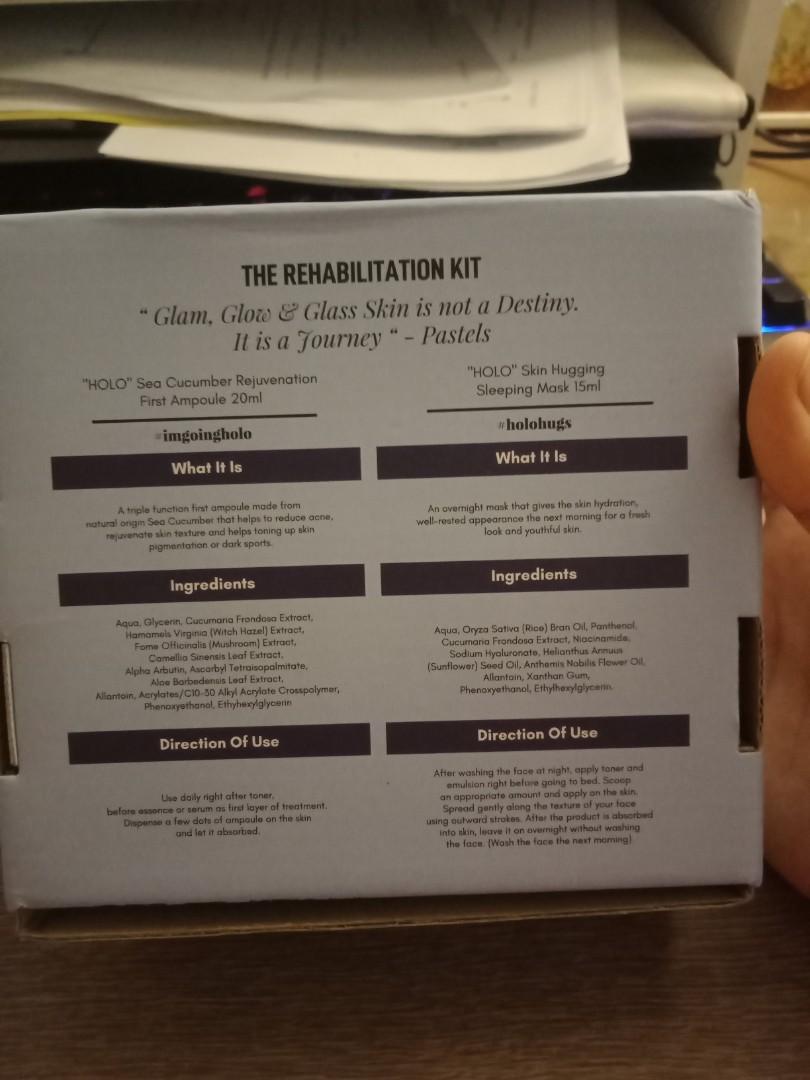 THE REHABILITATION KIT
“ Glam, Glow & Glass Skin is not a Destiny.
It is a Journey “ - Pastels
"HOLO" Sea Cucumber Rejuvenation
First Ampoule 20ml
#imgoingholo
What It Is
A triple function first ampoule made from
natural origin Sea Cucumber that helps to reduce acne,
rejuvenate skin texture and helps toning up skin
pigmentation or dark sports.
Ingredients
Aqua, Glycerin, Cucumaria Frondosa Extract,
Hamamels Virginia (Witch Hazel) Extract,
Fome Officinalis (Mushroom) Extract,
Camellia Sinensis Leaf Extract,
Alpha Arbutin, Ascorbyl Tetraisopalmitate,
Aloe Barbedensis Leaf Extract,
Allantoin, Acrylates/C10-30 Alkyl Acrylate Crosspolymer,
Phenoxyethanol, Ethyhexylglycerin
Direction Of Use
Use daily right after toner,
before essence or serum as first layer of treatment.
Dispense a few dots of ampoule on the skin
and let it absorbed.
"HOLO" Skin Hugging
Sleeping Mask 15ml
#holohugs
What It Is
An overnight mask that gives the skin hydration,
well-rested appearance the next morning for a fresh
look and youthful skin.
Ingredients
Aqua, Oryza Sativa (Rice) Bran Oil, Panthenol,
Cucumaria Frondosa Extract, Niacinamide,
Sodium Hyaluronate, Helianthus Annuus
(Sunflower) Seed Oil, Anthemis Nobilis Flower Oil,
Allantoin, Xanthan Gum,
Phenoxyethanol, Ethylhexylglycerin.
Direction Of Use
After washing the face at night, apply toner and
emulsion right before going to bed. Scoop
an appropriate amount and apply on the skin.
Spread gently along the texture of your face
using outward strokes. After the product is absorbed
into skin, leave it on overnight without washing
the face. (Wash the face the next morning)